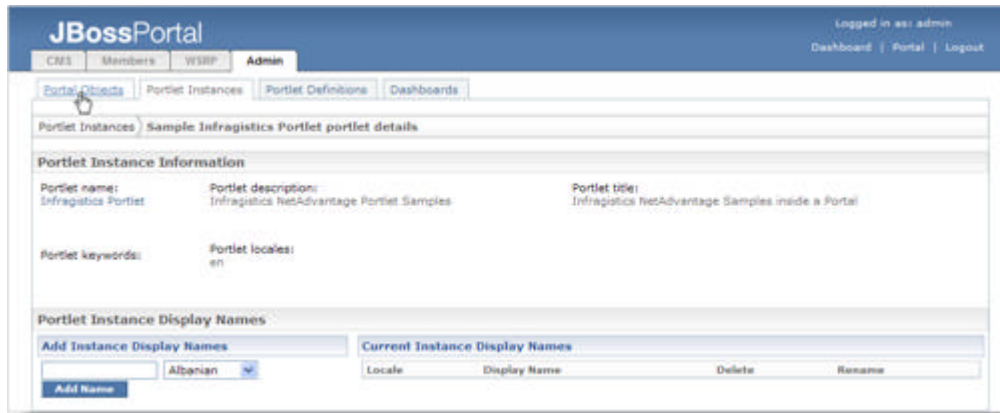 Logged in as: admin
JBossPortal
Dashboard | Portal | Logout
CMS Members WSRP Admin
Portal Objects Portlet Instances Portlet Definitions Dashboards
Portlet Instances Sample Infragistics Portlet portlet details
Portlet Instance Information
Portlet name: Portlet description: Portlet title:
Infragistics Portlet Infragistics NetAdvantage Portlet Samples Infragistics NetAdvantage Samples inside a Portal
Portlet keywords: Portlet locales:
en
Portlet Instance Display Names
Add Instance Display Names Current Instance Display Names
Albanian Locale Display Name Delete Rename
Add Name